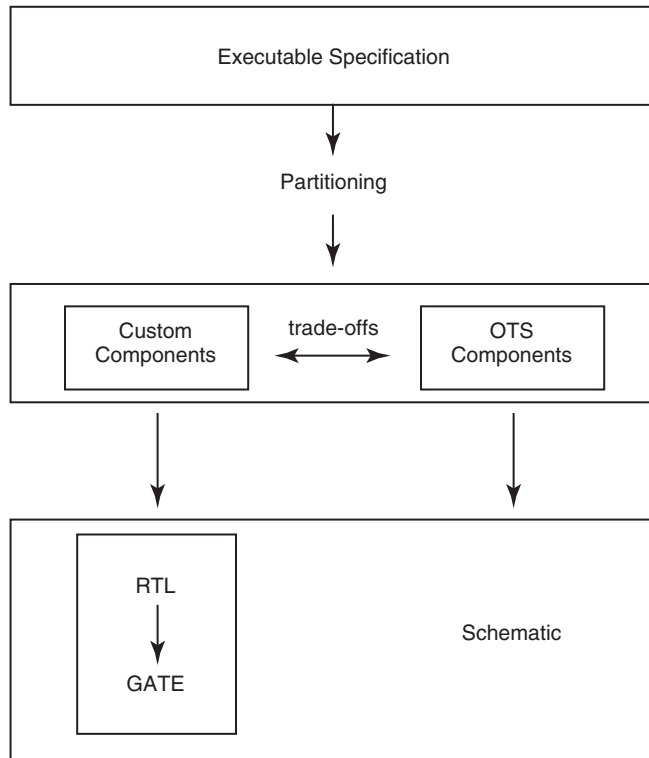 Executable Specification
Partitioning
Custom
Components
trade-offs
OTS
Components
RTL
GATE
Schematic